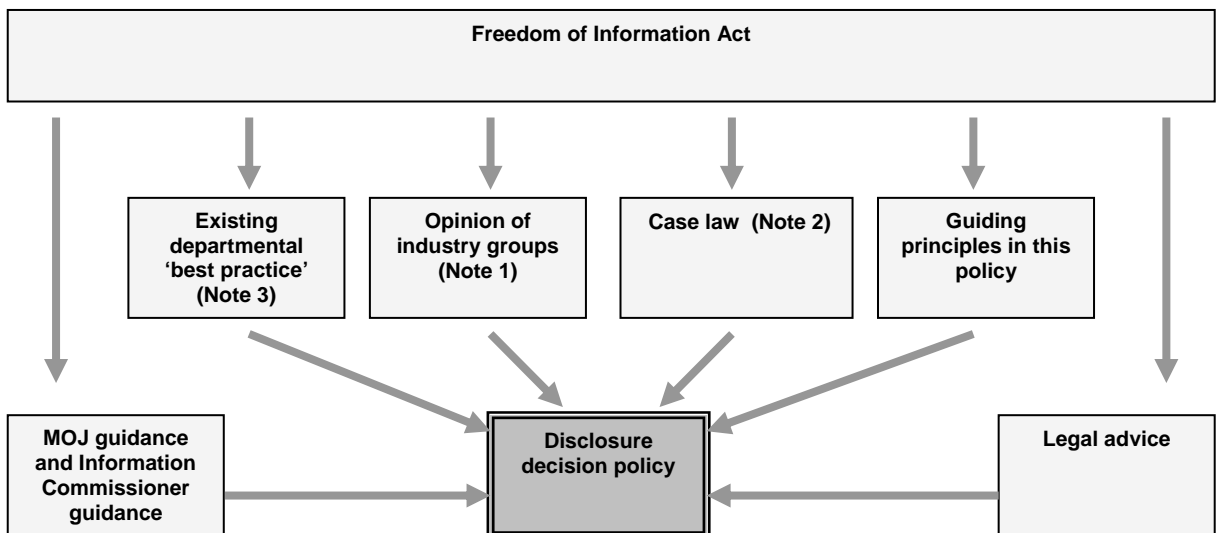 Freedom of Information Act
Existing
departmental
‘best practice’
(Note 3)
Opinion of
industry groups
(Note 1)
Case law (Note 2)
Guiding
principles in this
policy
MOJ guidance
and Information
Commissioner
guidance
Disclosure
decision policy
Legal advice